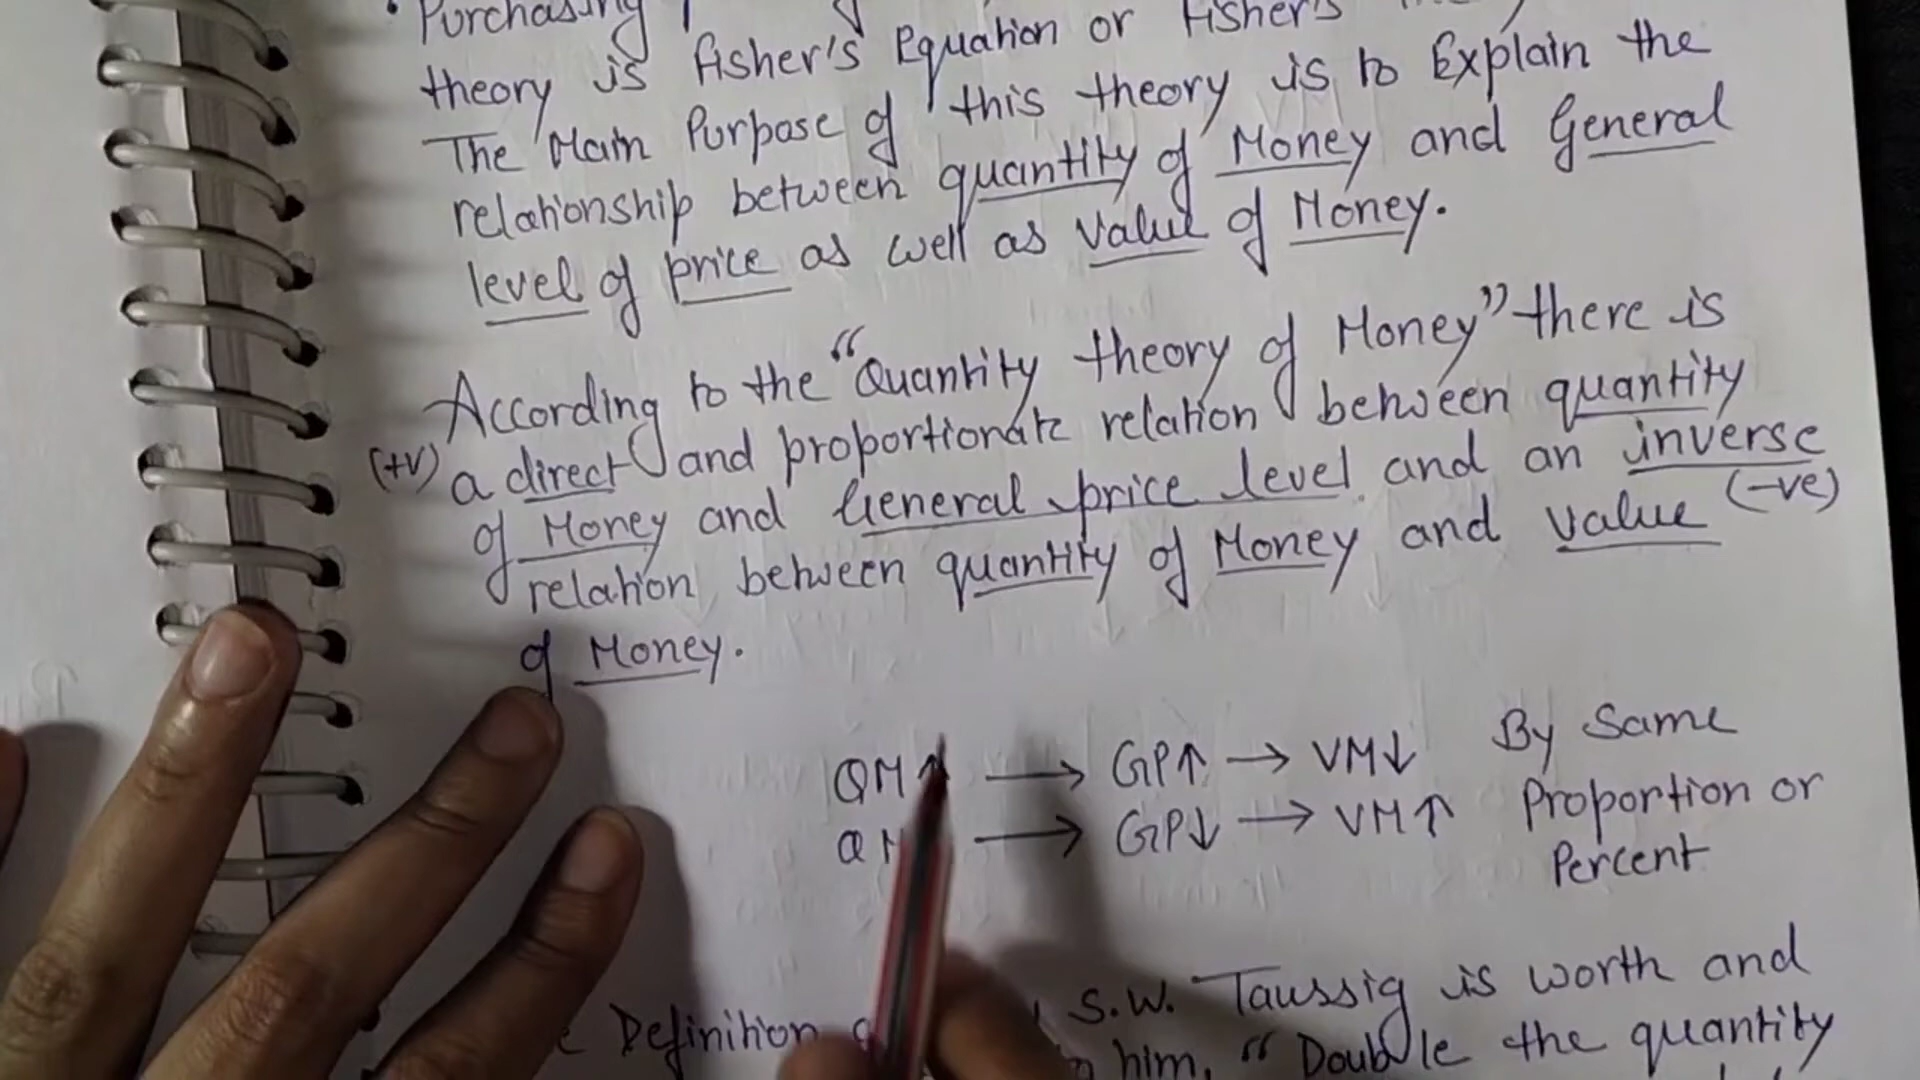 • Purchasing
theory is Fisher's Equation or Fisher's
The Main Purpose of this theory is to Explain the
relationship between quantity of Money and General
level of price as well as Value of Money.
According to the "Quantity theory of Money" there is
(+v) a direct and proportionate relation between quantity
of Money and General price level and an inverse
relation between quantity of Money and value (-ve)
of Money.
QM↑ → GP↑ → VM↓ By Same
→ GP↓ → VM↑ Proportion or
Percent
Definition S.W. Taussig is worth and
him, "Double the quantity